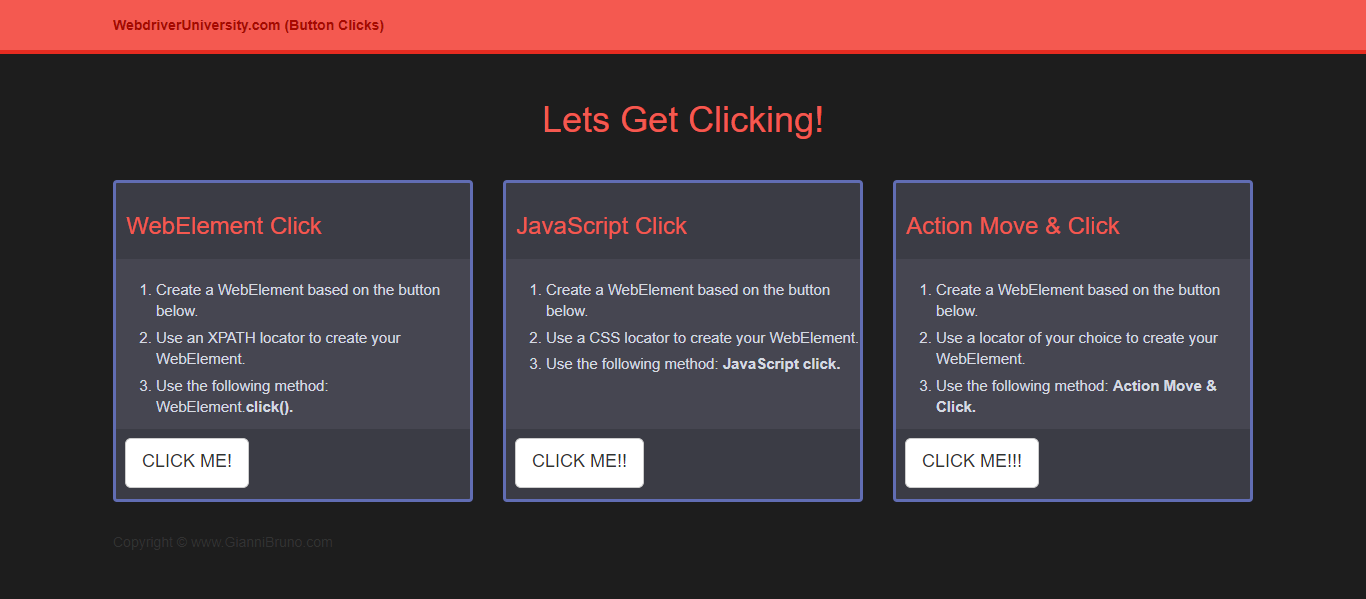 WebdriverUniversity.com (Button Clicks)
Lets Get Clicking!
WebElement Click
1. Create a WebElement based on the button
below.
2. Use an XPATH locator to create your
WebElement.
3. Use the following method:
WebElement.click().
CLICK ME!
JavaScript Click
1. Create a WebElement based on the button
below.
2. Use a CSS locator to create your WebElement.
3. Use the following method: JavaScript click.
CLICK ME!!
Action Move & Click
1. Create a WebElement based on the button
below.
2. Use a locator of your choice to create your
WebElement.
3. Use the following method: Action Move &
Click.
CLICK ME!!!
Copyright © www.GianniBruno.com